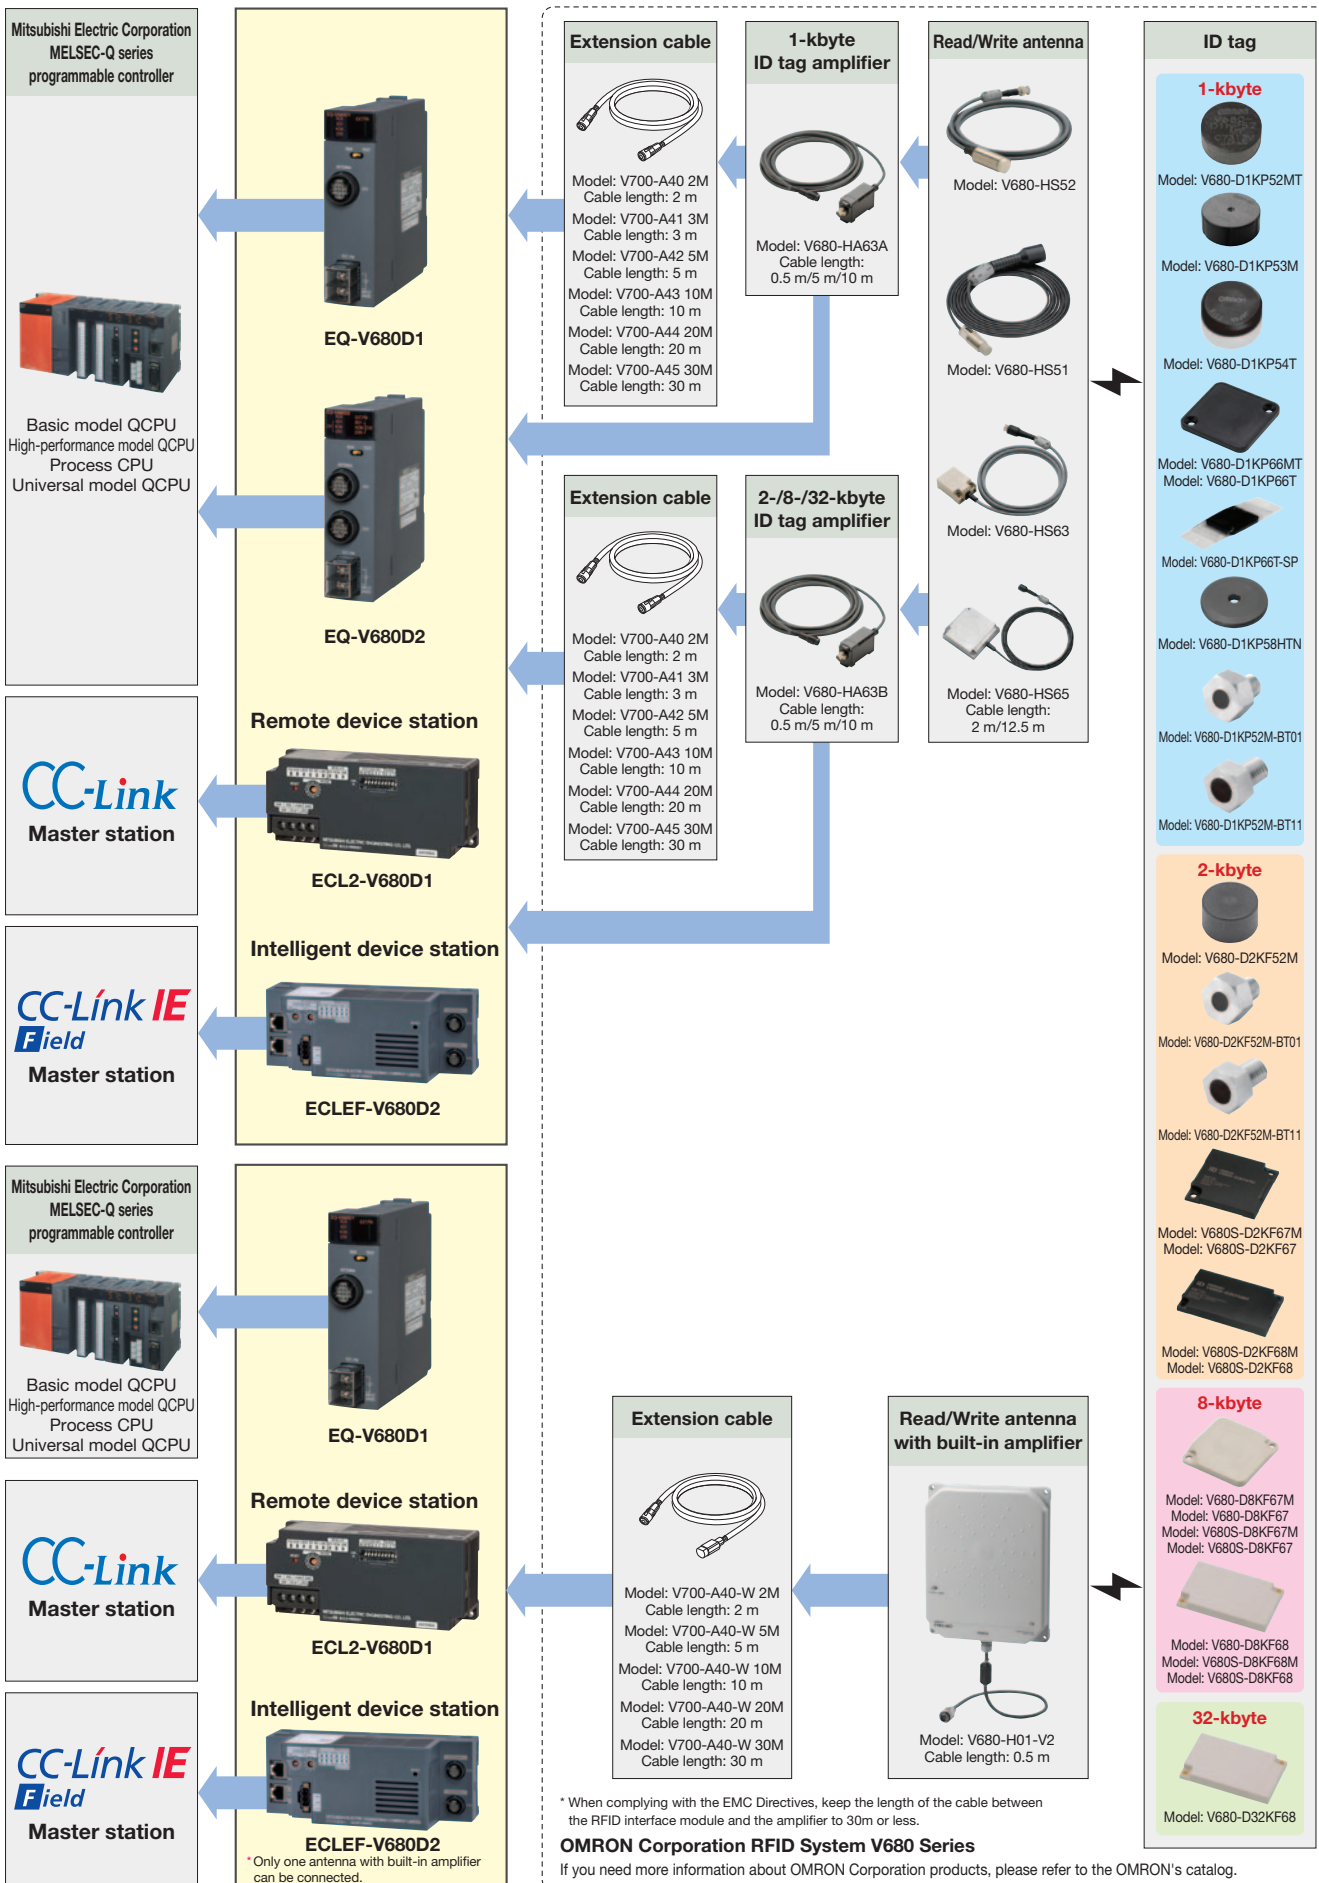 Mitsubishi Electric Corporation
MELSEC-Q series
programmable controller
Basic model QCPU
High-performance model QCPU
Process CPU
Universal model QCPU
EQ-V680D1
EQ-V680D2
CC-Link
Master station
Remote device station
ECL2-V680D1
CC-Link IE
Field
Master station
Intelligent device station
ECLEF-V680D2
Extension cable
Model: V700-A40 2M
Cable length: 2 m
Model: V700-A41 3M
Cable length: 3 m
Model: V700-A42 5M
Cable length: 5 m
Model: V700-A43 10M
Cable length: 10 m
Model: V700-A44 20M
Cable length: 20 m
Model: V700-A45 30M
Cable length: 30 m
1-kbyte
ID tag amplifier
Model: V680-HA63A
Cable length:
0.5 m/5 m/10 m
Extension cable
Model: V700-A40 2M
Cable length: 2 m
Model: V700-A41 3M
Cable length: 3 m
Model: V700-A42 5M
Cable length: 5 m
Model: V700-A43 10M
Cable length: 10 m
Model: V700-A44 20M
Cable length: 20 m
Model: V700-A45 30M
Cable length: 30 m
2-/8-/32-kbyte
ID tag amplifier
Model: V680-HA63B
Cable length:
0.5 m/5 m/10 m
Read/Write antenna
Model: V680-HS52
Model: V680-HS51
Model: V680-HS63
Model: V680-HS65
Cable length:
2 m/12.5 m
ID tag
1-kbyte
Model: V680-D1KP52MT
Model: V680-D1KP53M
Model: V680-D1KP54T
Model: V680-D1KP66MT
Model: V680-D1KP66T
Model: V680-D1KP66T-SP
Model: V680-D1KP58HTN
Model: V680-D1KP52M-BT01
Model: V680-D1KP52M-BT11
2-kbyte
Model: V680-D2KF52M
Model: V680-D2KF52M-BT01
Model: V680-D2KF52M-BT11
Model: V680S-D2KF67M
Model: V680S-D2KF67
Model: V680S-D2KF68M
Model: V680S-D2KF68
8-kbyte
Model: V680-D8KF67M
Model: V680-D8KF67
Model: V680S-D8KF67M
Model: V680S-D8KF67
Model: V680-D8KF68
Model: V680S-D8KF68M
Model: V680S-D8KF68
32-kbyte
Model: V680-D32KF68
Mitsubishi Electric Corporation
MELSEC-Q series
programmable controller
Basic model QCPU
High-performance model QCPU
Process CPU
Universal model QCPU
EQ-V680D1
CC-Link
Master station
Remote device station
ECL2-V680D1
CC-Link IE
Field
Master station
Intelligent device station
ECLEF-V680D2
* Only one antenna with built-in amplifier
can be connected.
Extension cable
Model: V700-A40-W 2M
Cable length: 2 m
Model: V700-A40-W 5M
Cable length: 5 m
Model: V700-A40-W 10M
Cable length: 10 m
Model: V700-A40-W 20M
Cable length: 20 m
Model: V700-A40-W 30M
Cable length: 30 m
Read/Write antenna
with built-in amplifier
Model: V680-H01-V2
Cable length: 0.5 m
* When complying with the EMC Directives, keep the length of the cable between
the RFID interface module and the amplifier to 30m or less.
OMRON Corporation RFID System V680 Series
If you need more information about OMRON Corporation products, please refer to the OMRON's catalog.